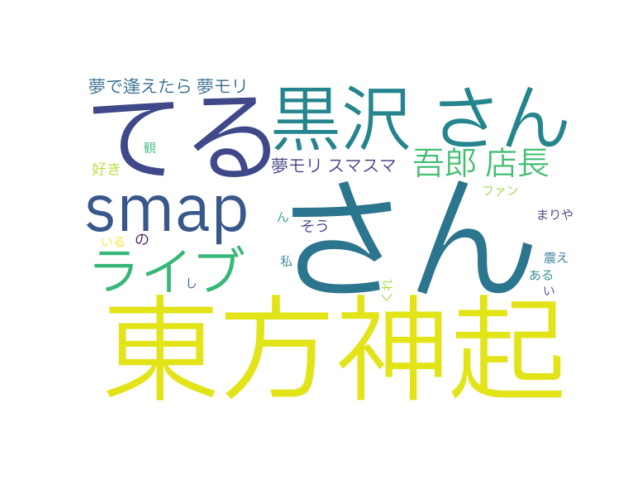 夢で逢えたら 夢モリ
てる
黒沢 さん
観
好き
夢モリ スマスマ
吾郎 店長
smap
さん
ファン
ん
そう
まりや
いる
の
ライブ
し
私
びやく
震え
ある
い
東方神起